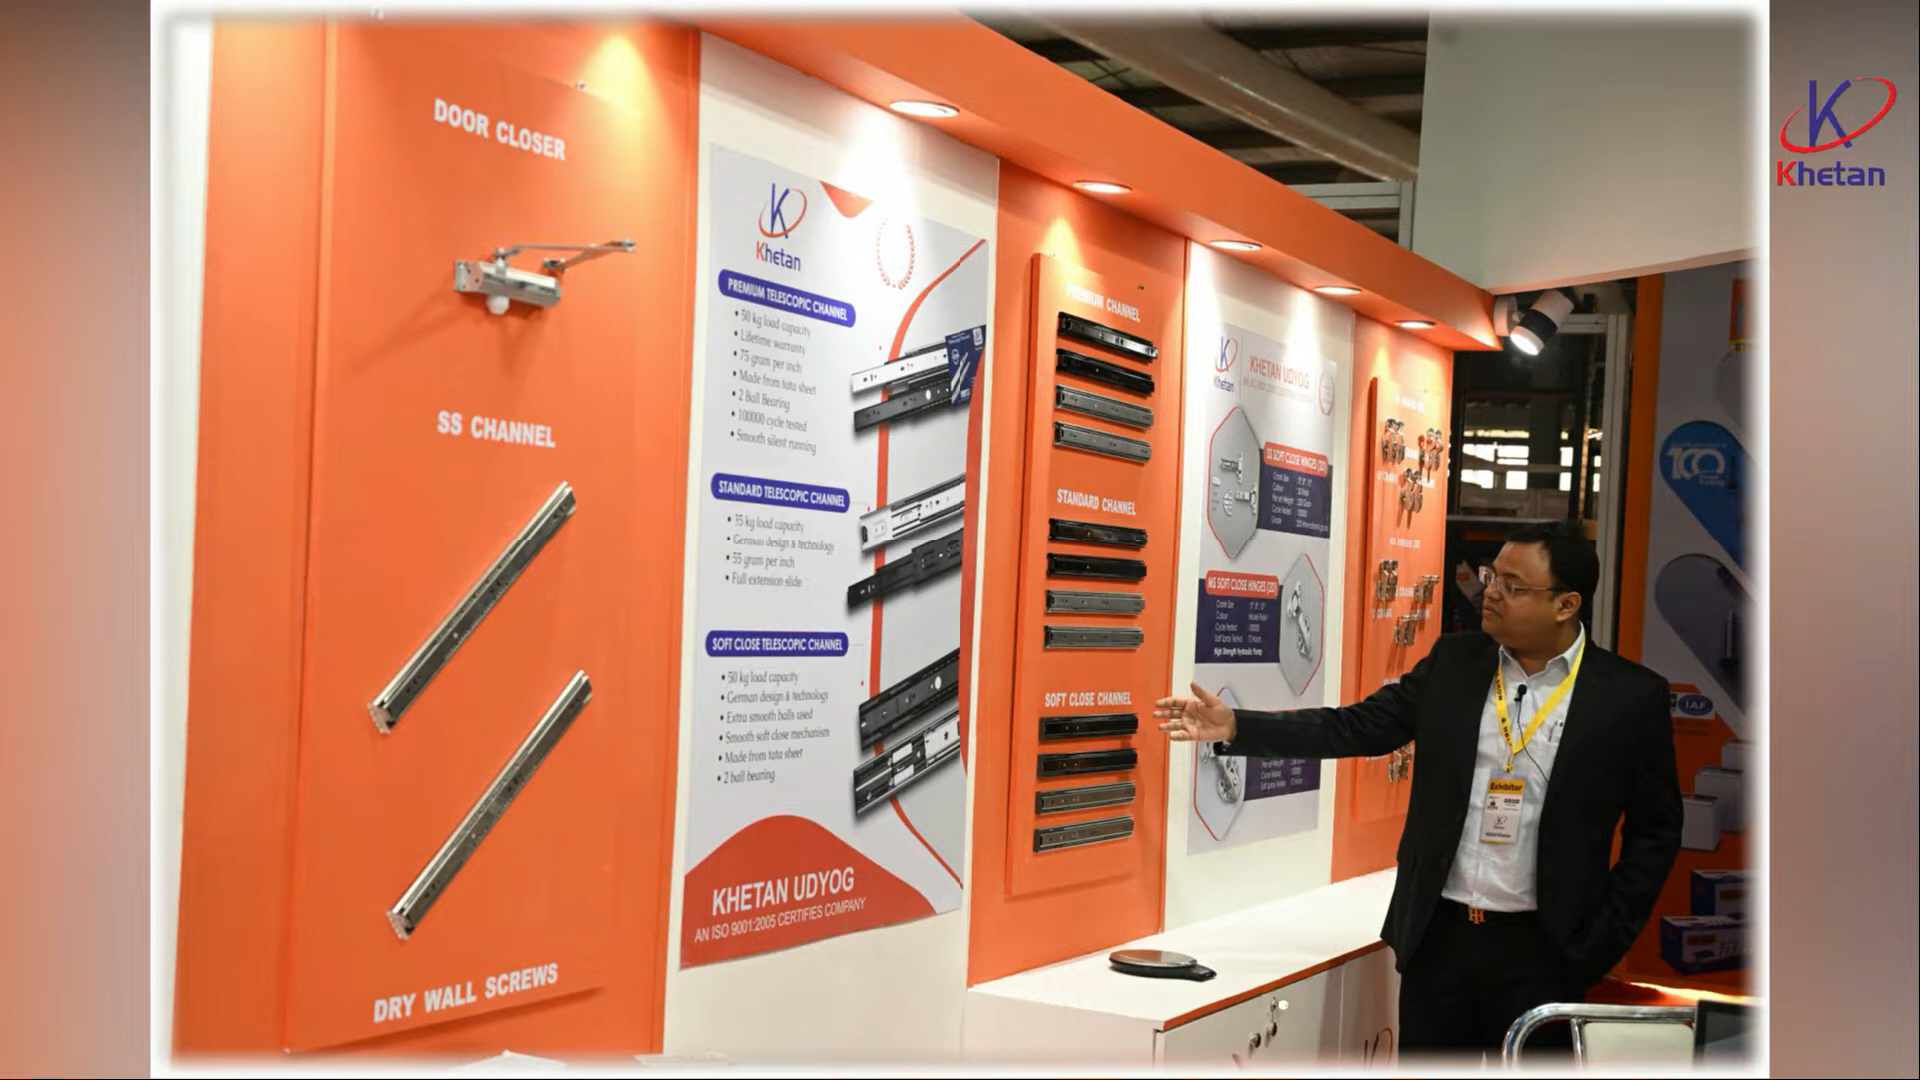 DOOR CLOSER
SS CHANNEL
DRY WALL SCREWS
Khetan
PREMIUM TELESCOPIC CHANNEL
• 50 kg load capacity
• Lifetime warranty
• 75 gram per inch
• Made from tata sheet
• 2 Ball Bearing
• 100000 cycle tested
• Smooth silent running
STANDARD TELESCOPIC CHANNEL
• 35 kg load capacity
• German design & technology
• 55 gram per inch
• Full extension slide
SOFT CLOSE TELESCOPIC CHANNEL
• 50 kg load capacity
• German design & technology
• Extra smooth balls used
• Smooth soft close mechanism
• Made from tata sheet
• 2 ball bearing
KHETAN UDYOG
AN ISO 9001:2005 CERTIFIES COMPANY
PREMIUM CHANNEL
STANDARD CHANNEL
SOFT CLOSE CHANNEL
Khetan
KHETAN UDYOG
SS SOFT CLOSE HINGES (3D)
MS SOFT CLOSE HINGES (3D)
High Strength Hydraulic Pump
100
IAF
Exhibitor
Khetan